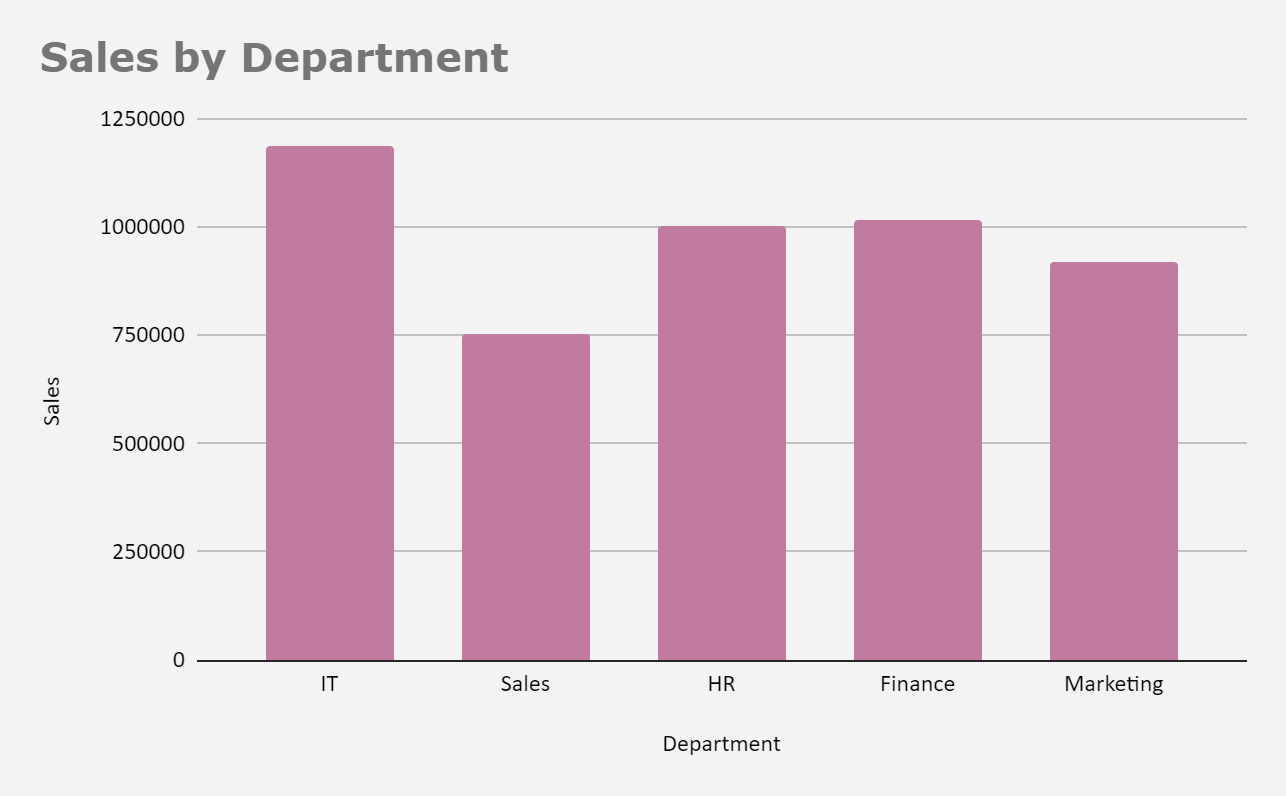 Sales by Department
1250000
1000000
750000
500000
250000
0
Sales
IT Sales HR Finance Marketing
Department